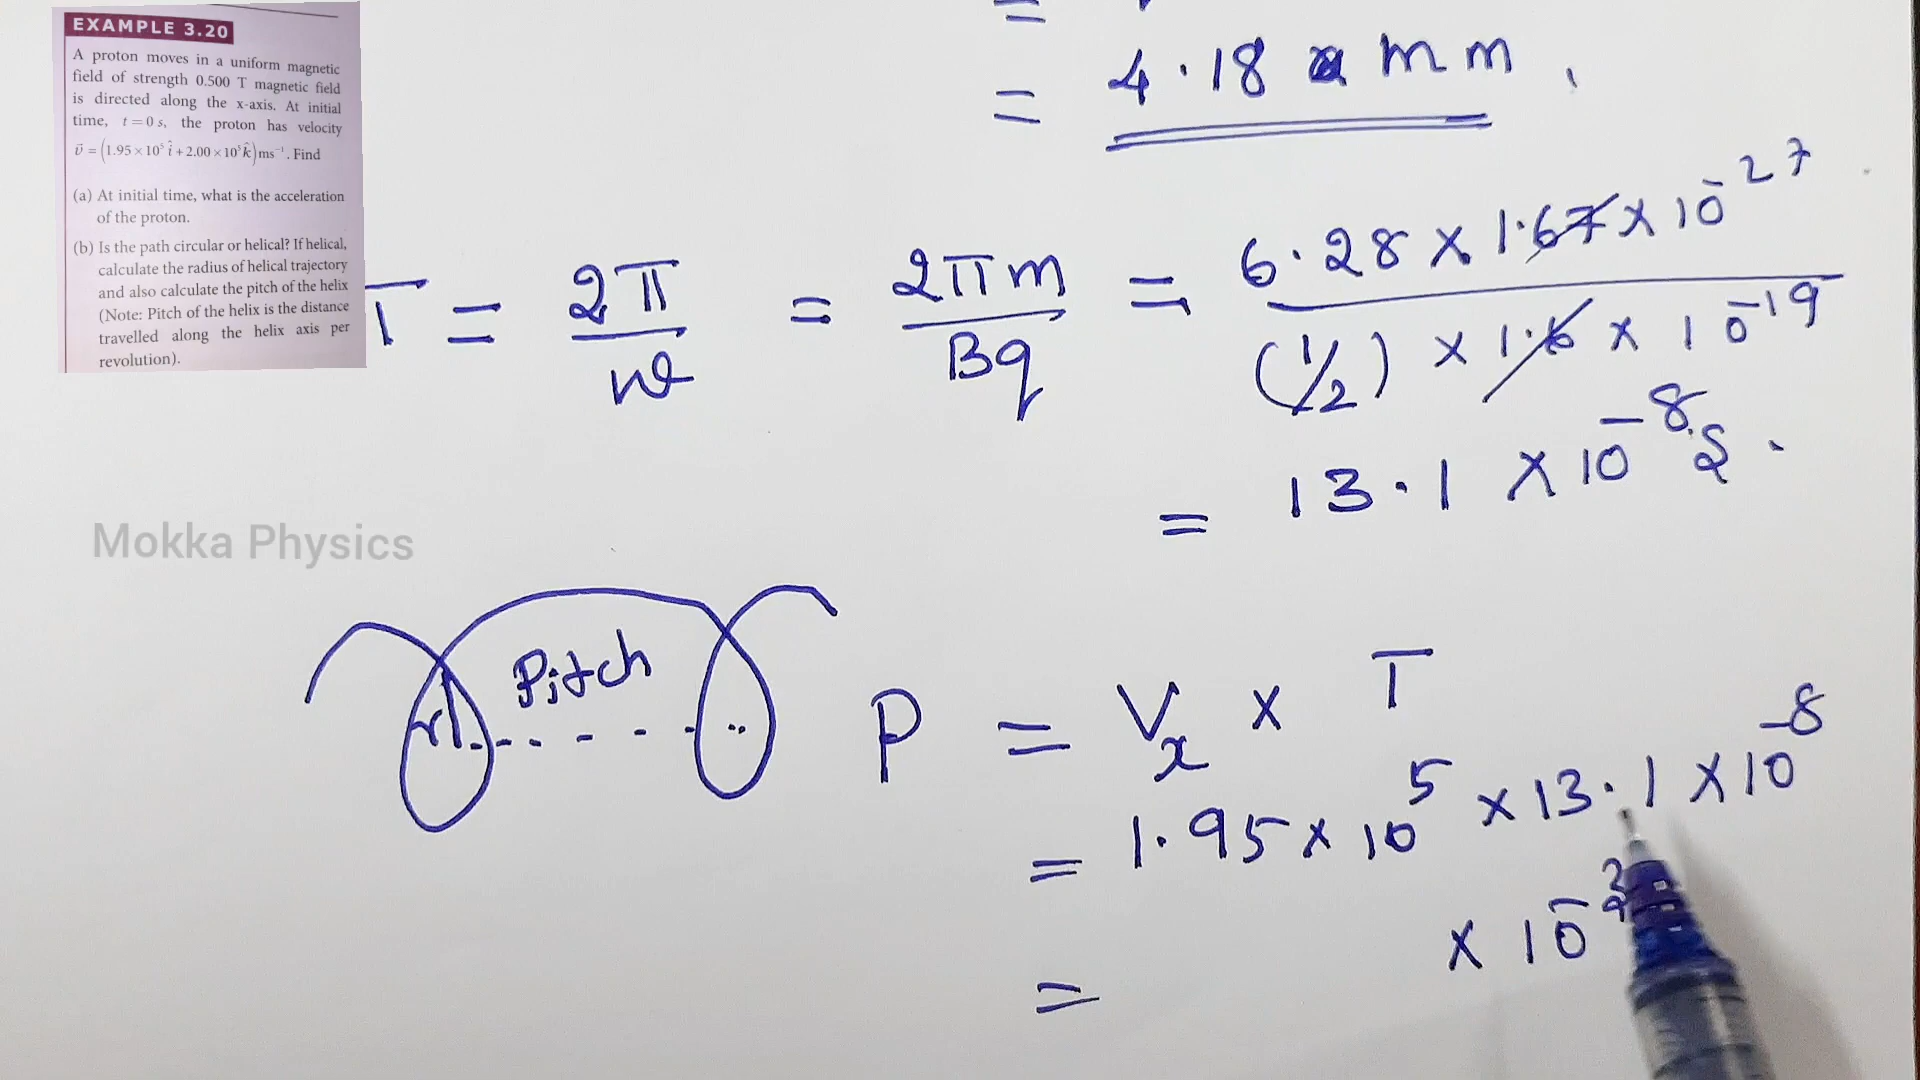 EXAMPLE 3.20
A proton moves in a uniform magnetic
field of strength 0.500 T magnetic field
is directed along the x-axis. At initial
time, t = 0 s, the proton has velocity
v⃗ = (1.95 × 10⁵ î + 2.00 × 10⁵ k̂) ms⁻¹. Find
(a) At initial time, what is the acceleration
of the proton.
(b) Is the path circular or helical? If helical,
calculate the radius of helical trajectory
and also calculate the pitch of the helix
(Note: Pitch of the helix is the distance
travelled along the helix axis per
revolution).
= 4.18 mm.
T = 2π/ω = 2πm/Bq = 6.28 × 1.67 × 10⁻²⁷ / (1/2) × 1.6 × 10⁻¹⁹
= 13.1 × 10⁻⁸ s.
Mokka Physics
Pitch
r
P = Vₓ × T
= 1.95 × 10⁵ × 13.1 × 10⁻⁸
= × 10⁻³